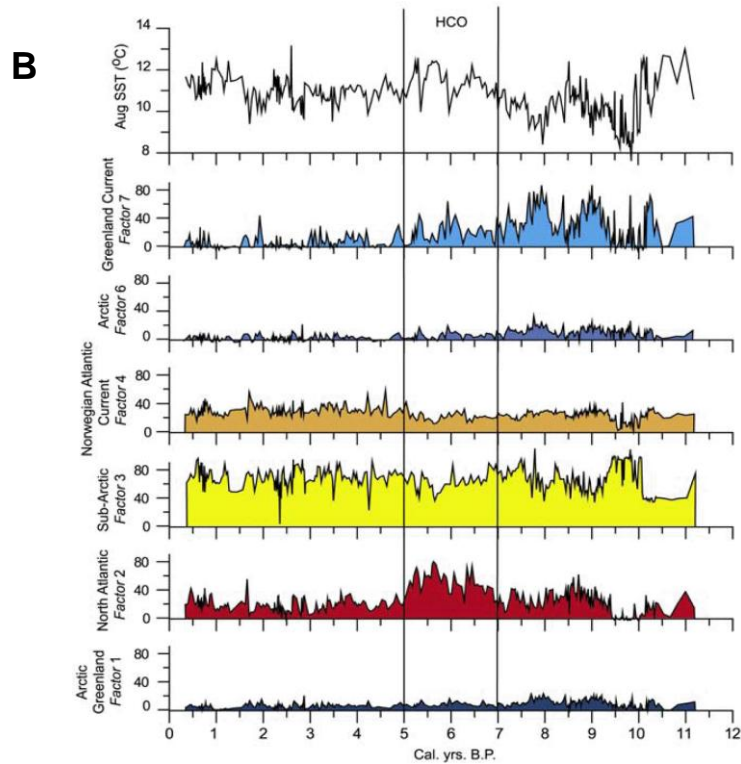 B
HCO
Aug SST (⁰C)
14
12
10
8
Greenland Current
Factor 7
80
40
0
Arctic
Factor 6
80
40
0
Norwegian Atlantic
Current
Factor 4
80
40
0
Sub-Arctic
Factor 3
80
40
0
North Atlantic
Factor 2
80
40
0
Arctic
Greenland
Factor 1
80
40
0
0 1 2 3 4 5 6 7 8 9 10 11 12
Cal. yrs. B.P.